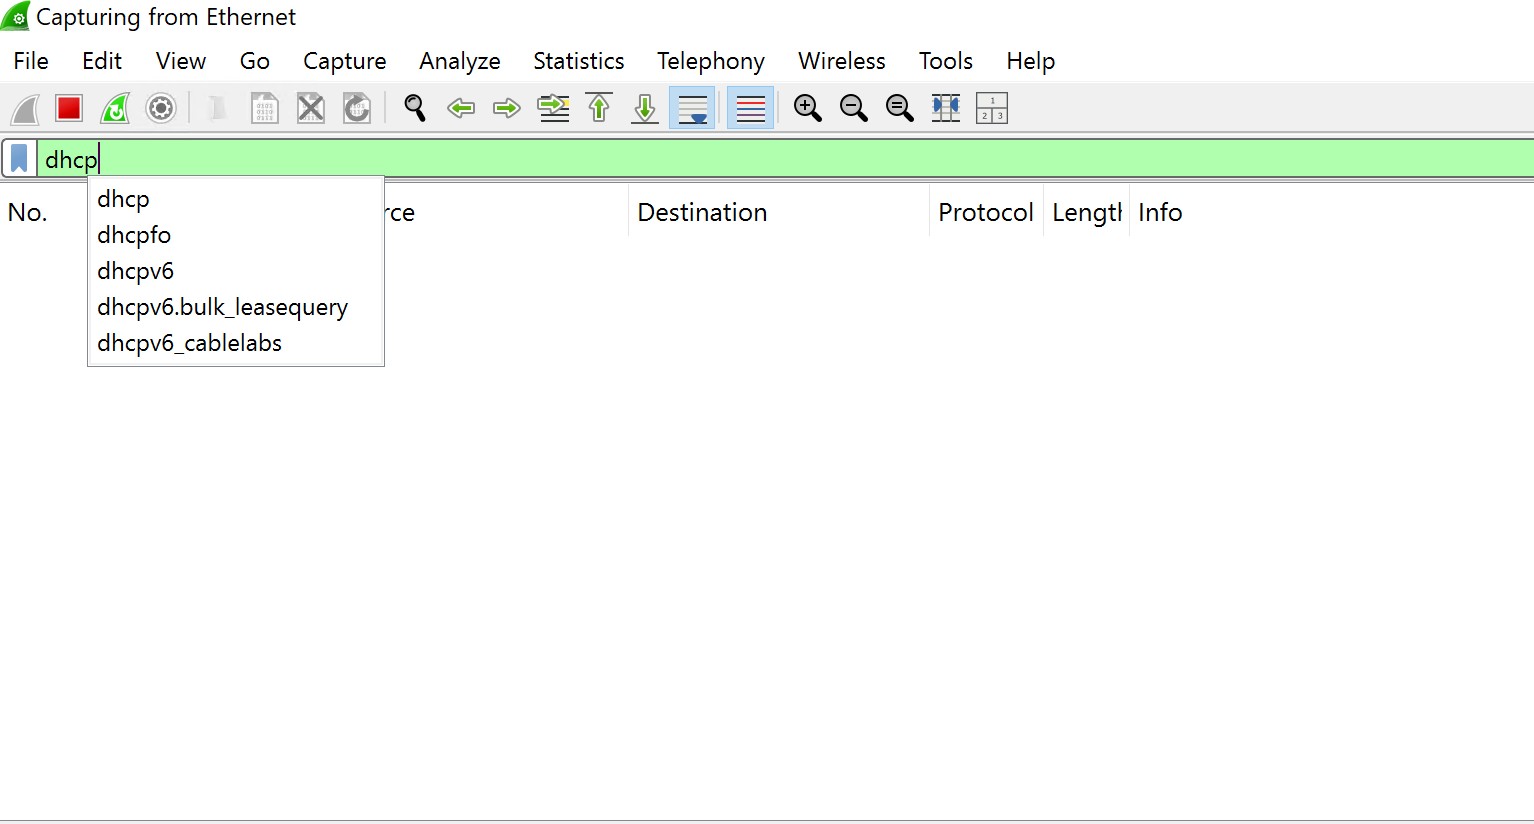 Capturing from Ethernet
File Edit View Go Capture Analyze Statistics Telephony Wireless Tools Help
dhcp
dhcp
dhcpfo
dhcpv6
dhcpv6.bulk_leasequery
dhcpv6_cablelabs
No. rce Destination Protocol Length Info